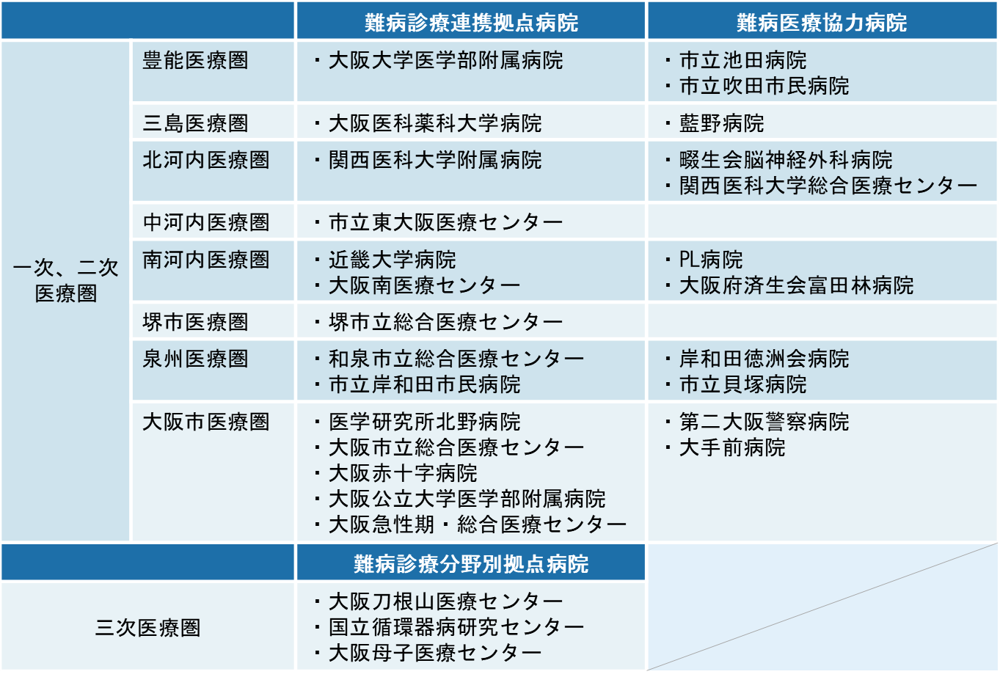 難病診療連携拠点病院
難病医療協力病院
一次、二次
医療圏
豊能医療圏
・大阪大学医学部附属病院
・市立池田病院
・市立吹田市民病院
三島医療圏
・大阪医科薬科大学病院
・藍野病院
北河内医療圏
・関西医科大学附属病院
・畷生会脳神経外科病院
・関西医科大学総合医療センター
中河内医療圏
・市立東大阪医療センター
南河内医療圏
・近畿大学病院
・大阪南医療センター
・PL病院
・大阪府済生会富田林病院
堺市医療圏
・堺市立総合医療センター
泉州医療圏
・和泉市立総合医療センター
・市立岸和田市民病院
・岸和田徳洲会病院
・市立貝塚病院
大阪市医療圏
・医学研究所北野病院
・大阪市立総合医療センター
・大阪赤十字病院
・大阪公立大学医学部附属病院
・大阪急性期・総合医療センター
・第二大阪警察病院
・大手前病院
難病診療分野別拠点病院
三次医療圏
・大阪刀根山医療センター
・国立循環器病研究センター
・大阪母子医療センター